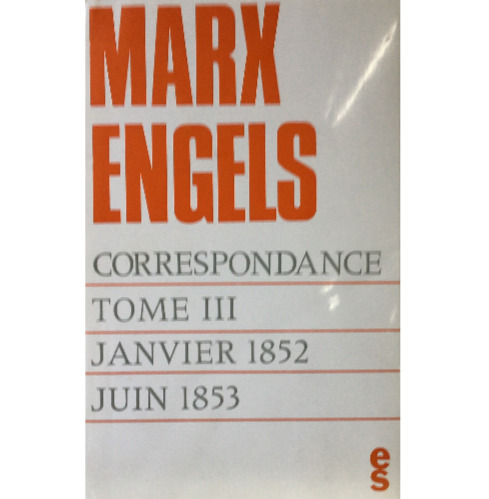 MARX
ENGELS
CORRESPONDANCE
TOME III
JANVIER 1852
JUIN 1853
es